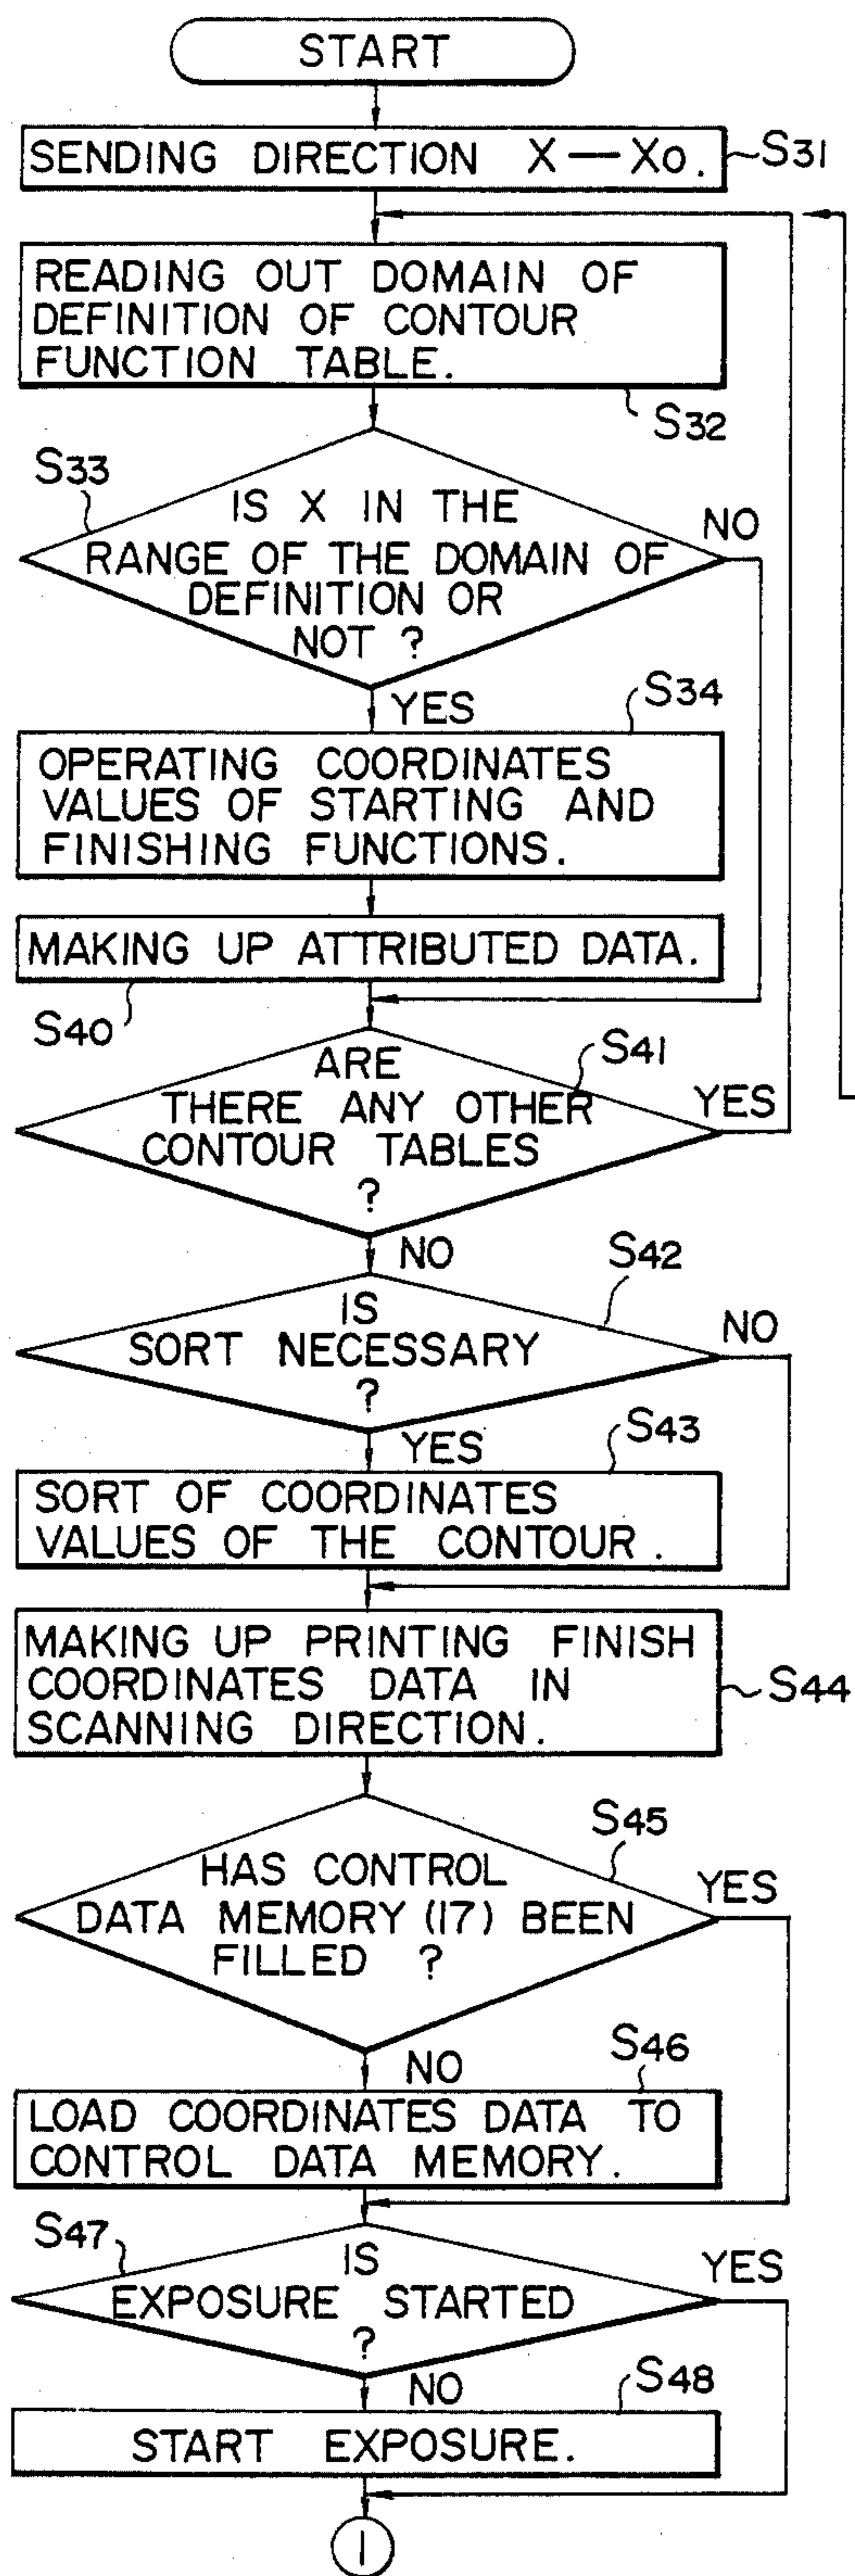 START
SENDING DIRECTION X — Xo.
S31
READING OUT DOMAIN OF
DEFINITION OF CONTOUR
FUNCTION TABLE.
S32
S33
IS X IN THE
RANGE OF THE DOMAIN OF
DEFINITION OR
NOT ?
NO
YES
S34
OPERATING COORDINATES
VALUES OF STARTING AND
FINISHING FUNCTIONS.
MAKING UP ATTRIBUTED DATA.
S40
S41
ARE
THERE ANY OTHER
CONTOUR TABLES
?
YES
NO
S42
IS
SORT NECESSARY
?
NO
YES
S43
SORT OF COORDINATES
VALUES OF THE CONTOUR.
MAKING UP PRINTING FINISH
COORDINATES DATA IN
SCANNING DIRECTION.
S44
S45
HAS CONTROL
DATA MEMORY (17) BEEN
FILLED ?
YES
NO
S46
LOAD COORDINATES DATA TO
CONTROL DATA MEMORY.
S47
IS
EXPOSURE STARTED
?
YES
NO
S48
START EXPOSURE.
1